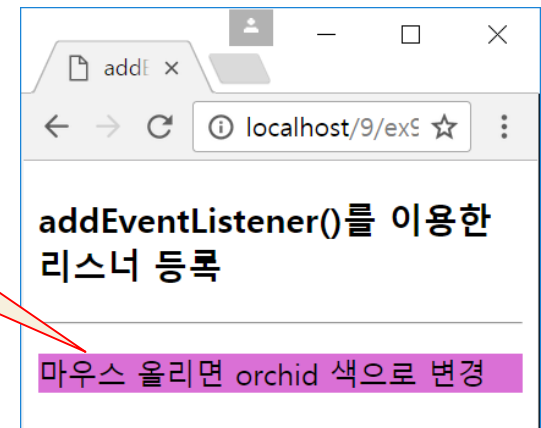 addE
localhost/9/ex9
addEventListener()를 이용한
리스너 등록
마우스 올리면 orchid 색으로 변경